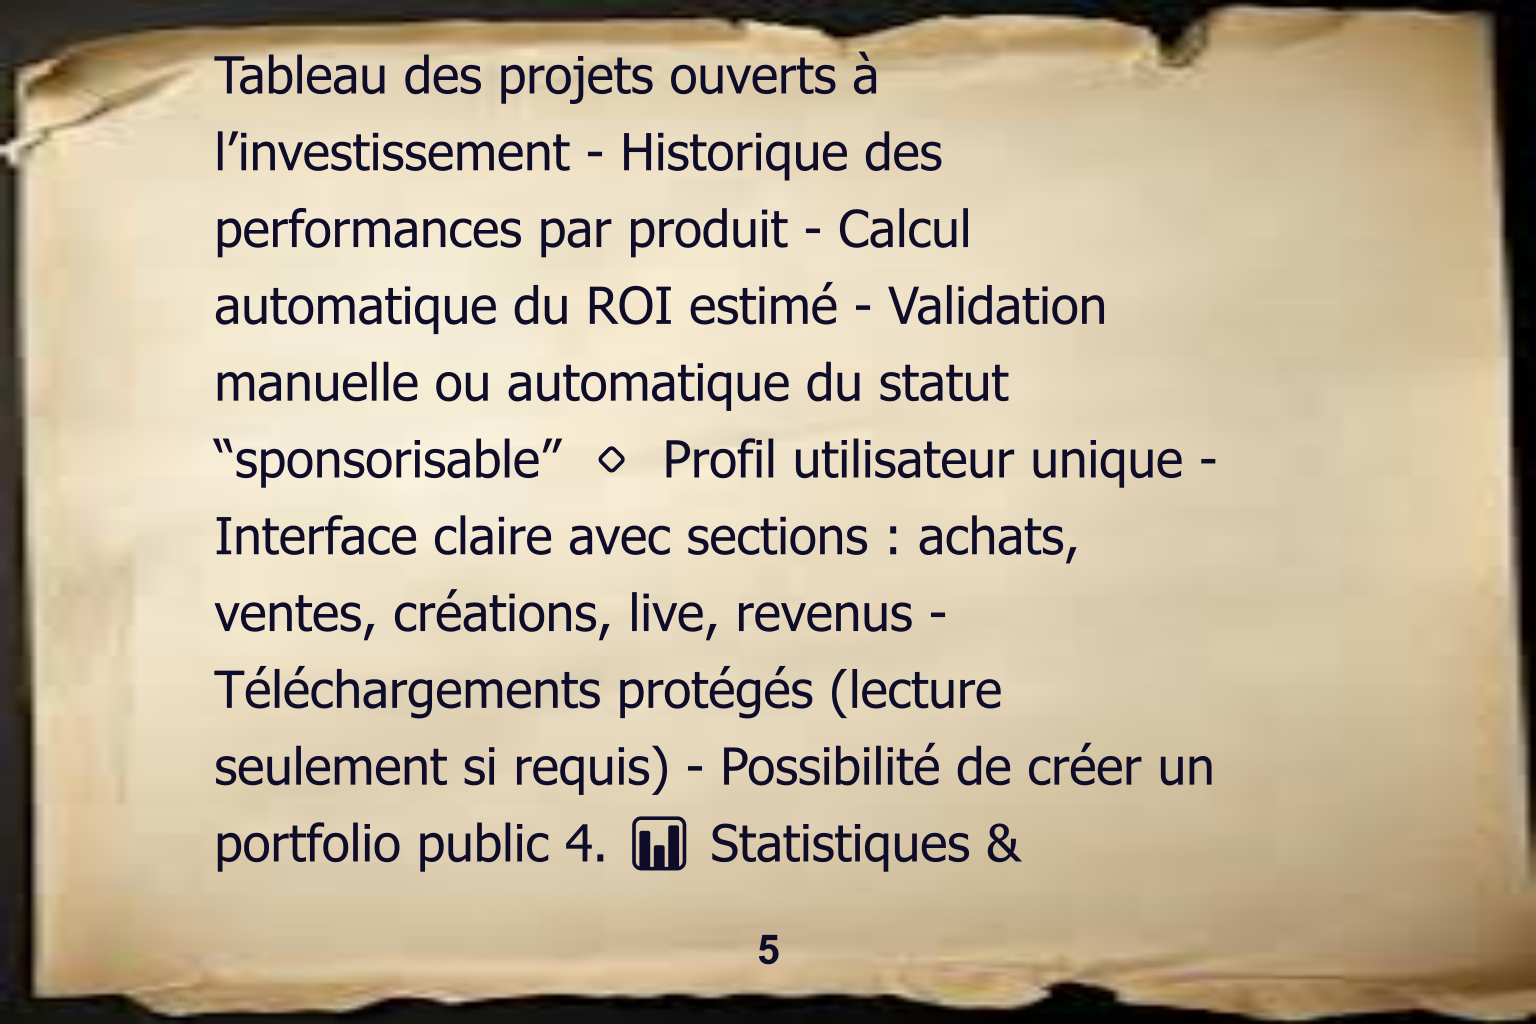 Tableau des projets ouverts à
l’investissement - Historique des
performances par produit - Calcul
automatique du ROI estimé - Validation
manuelle ou automatique du statut
“sponsorisable” ⋄ Profil utilisateur unique -
Interface claire avec sections : achats,
ventes, créations, live, revenus -
Téléchargements protégés (lecture
seulement si requis) - Possibilité de créer un
portfolio public 4. 📊 Statistiques &
5